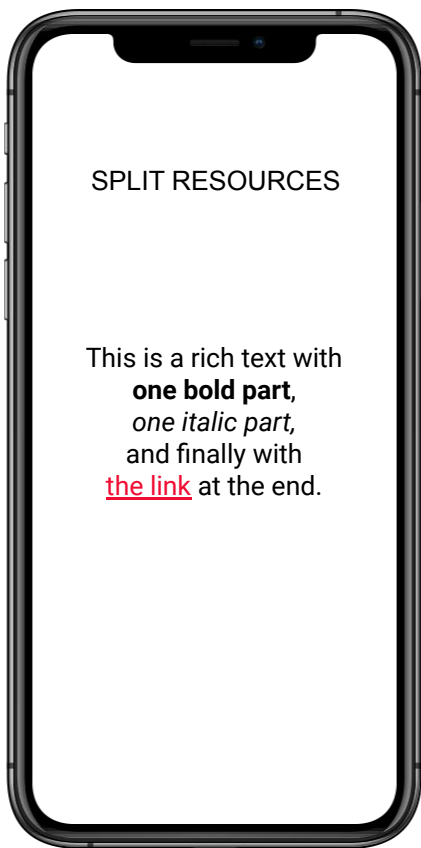 SPLIT RESOURCES
This is a rich text with
one bold part,
one italic part,
and finally with
the link at the end.